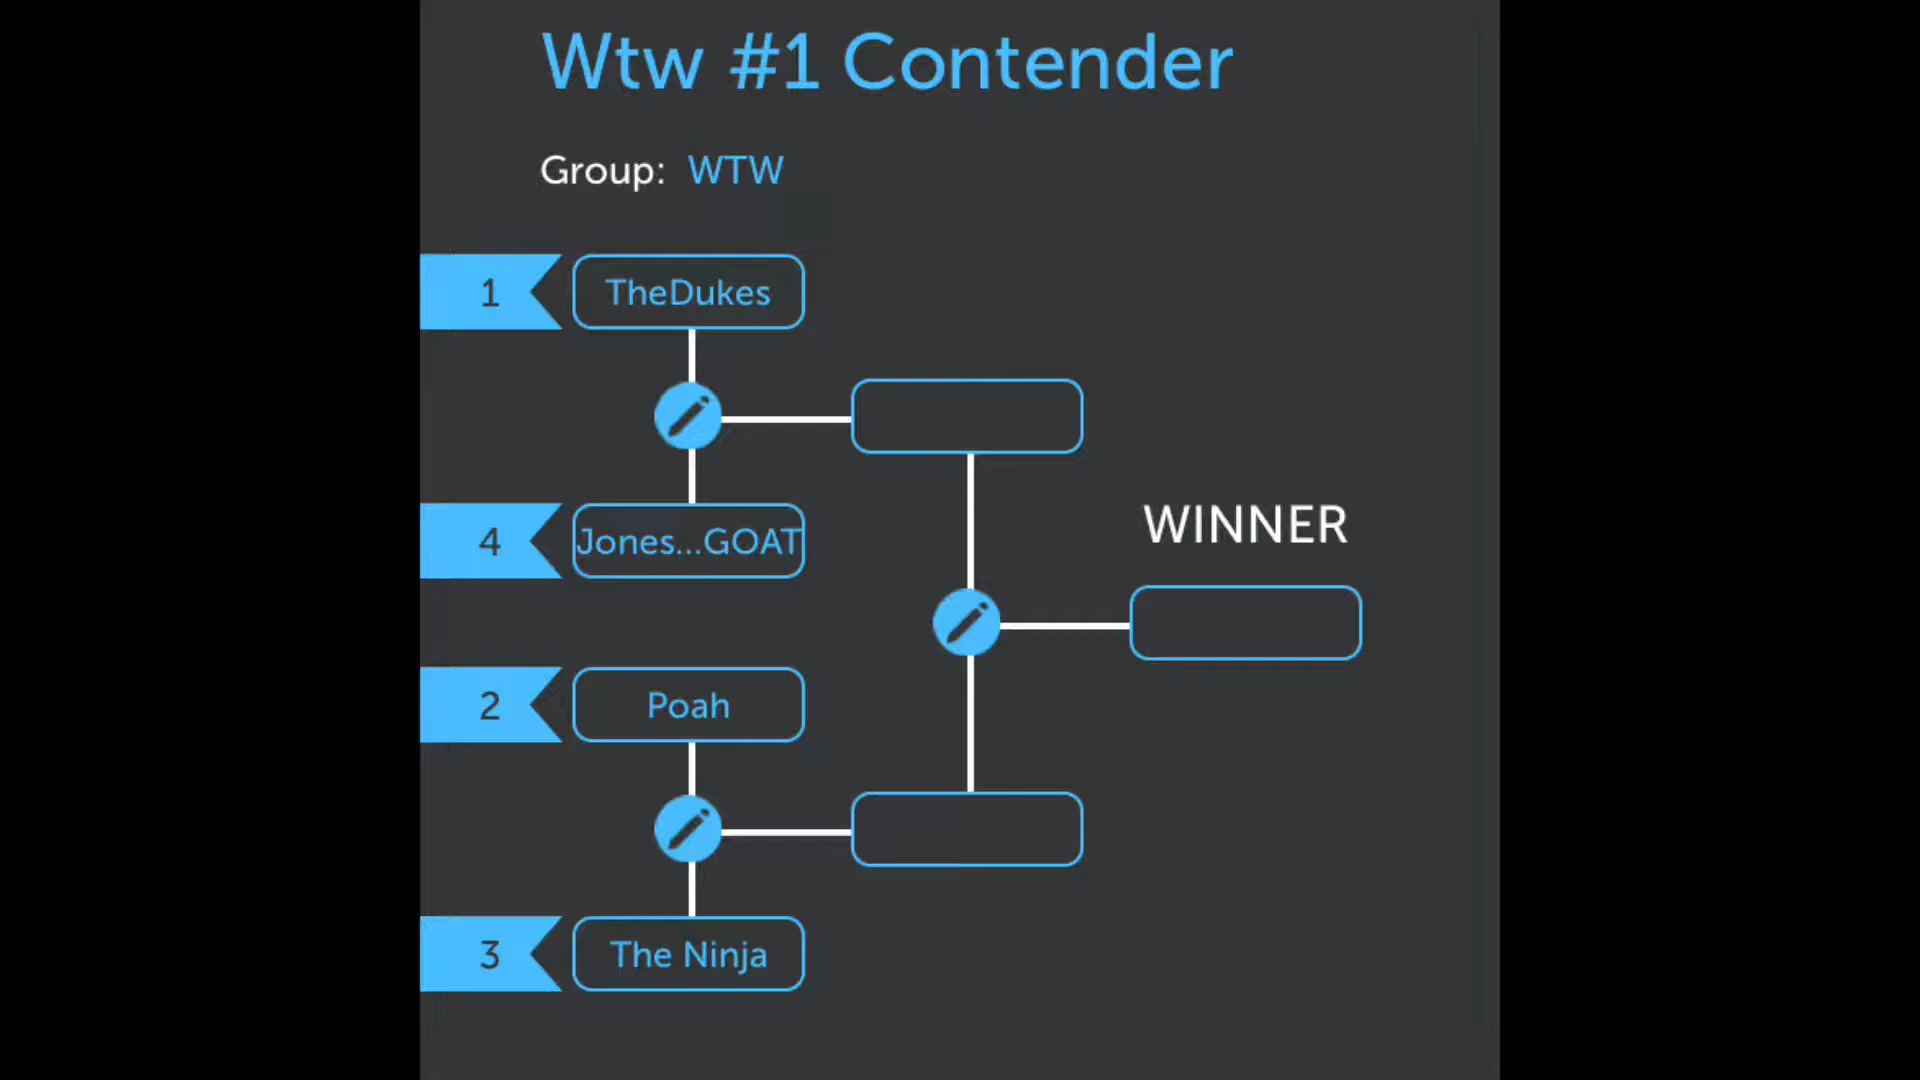 Wtw #1 Contender
Group: WTW
1 TheDukes
4 Jones...GOAT
WINNER
2 Poah
3 The Ninja